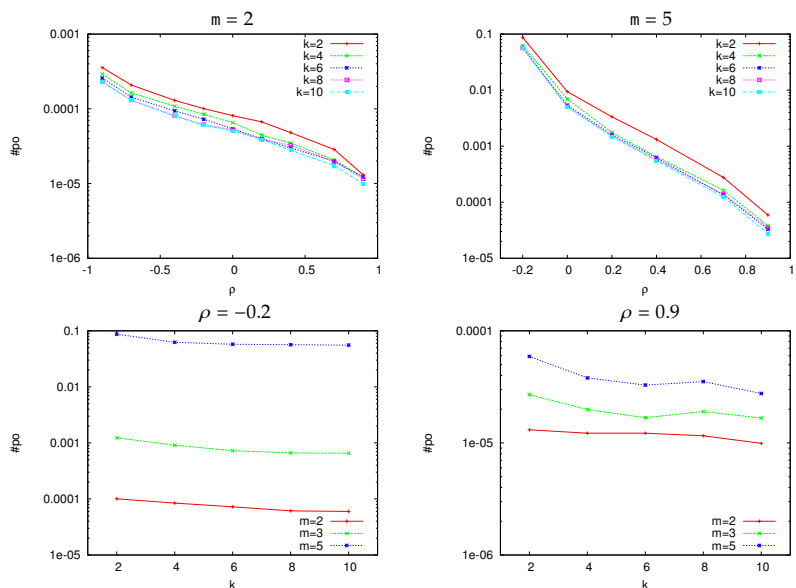 m = 2
0.001
0.0001
1e-05
1e-06
#po
-1 -0.5 0 0.5 1
ρ
k=2
k=4
k=6
k=8
k=10
m = 5
0.1
0.01
0.001
0.0001
1e-05
#po
-0.2 0 0.2 0.4 0.6 0.8 1
ρ
k=2
k=4
k=6
k=8
k=10
ρ = −0.2
0.1
0.01
0.001
0.0001
1e-05
#po
2 4 6 8 10
k
m=2
m=3
m=5
ρ = 0.9
0.0001
1e-05
1e-06
#po
2 4 6 8 10
k
m=2
m=3
m=5